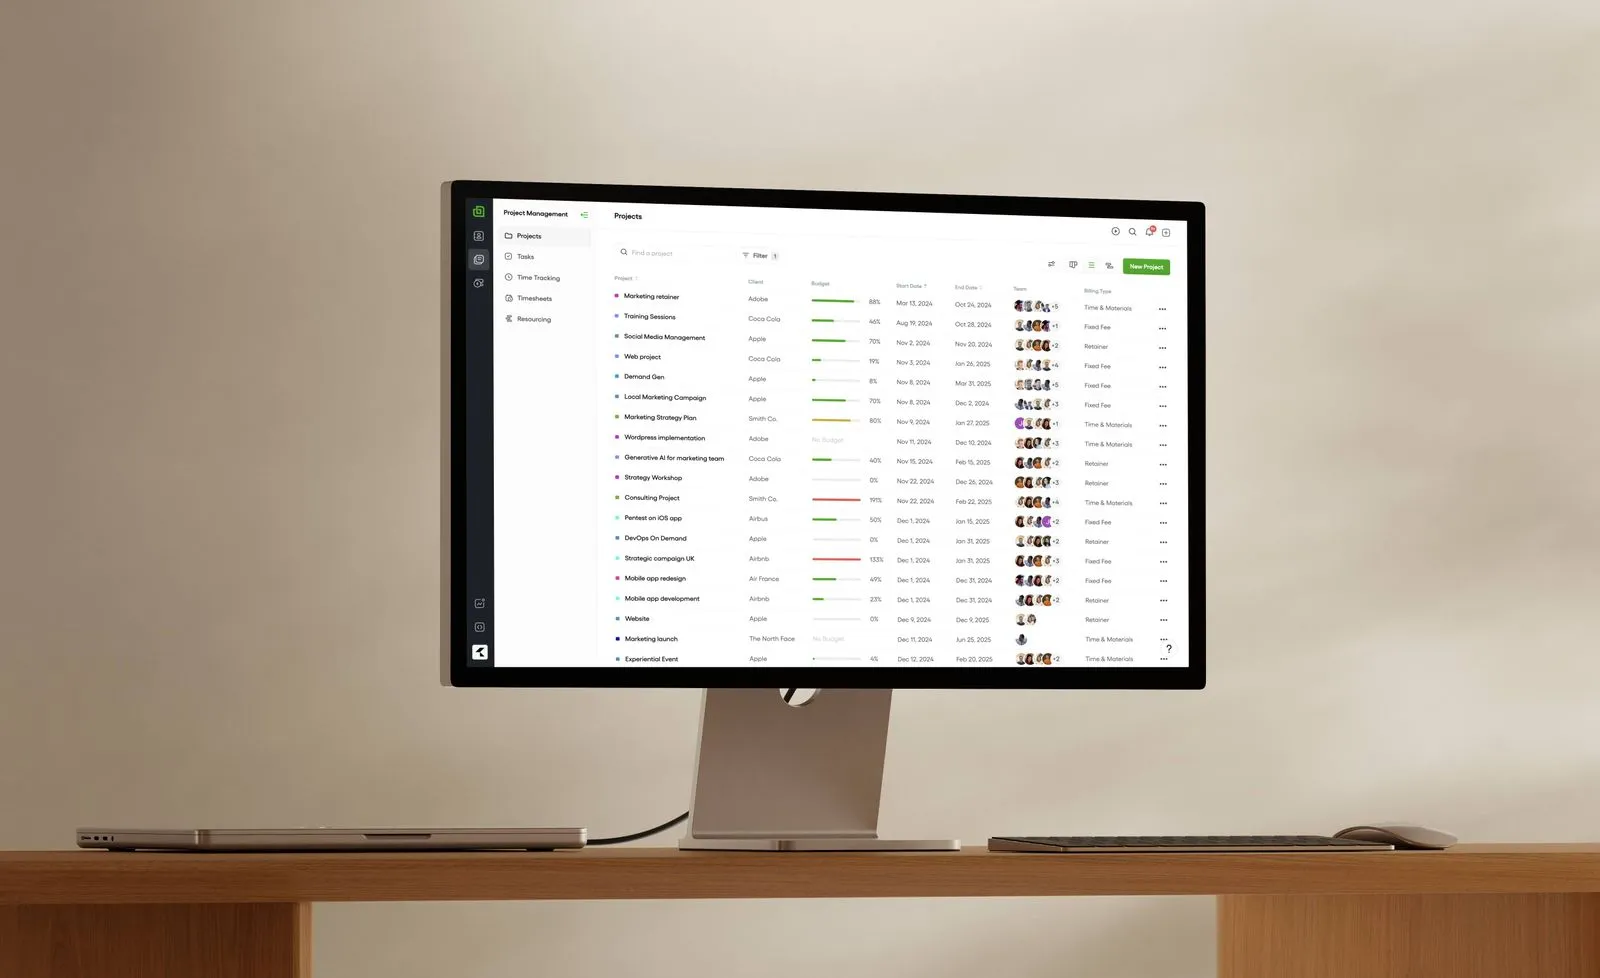 Project Management
Projects
Projects
Tasks
Time Tracking
Timesheets
Resourcing
Find a project
Filter 1
New Project
Project Client Budget Start Date End Date Team Billing Type
Marketing retainer Adobe 88% Mar 13, 2024 Oct 24, 2024 +5 Time & Materials
Training Sessions Coca Cola 46% Aug 19, 2024 Oct 28, 2024 +1 Fixed Fee
Social Media Management Apple 70% Nov 2, 2024 Nov 20, 2024 +2 Retainer
Web project Coca Cola 19% Nov 3, 2024 Jan 26, 2025 +4 Fixed Fee
Demand Gen Apple 8% Nov 8, 2024 Mar 31, 2025 +5 Fixed Fee
Local Marketing Campaign Apple 70% Nov 8, 2024 Dec 2, 2024 +3 Fixed Fee
Marketing Strategy Plan Smith Co. 80% Nov 9, 2024 Jan 27, 2025 J +1 Time & Materials
Wordpress implementation Adobe No Budget Nov 11, 2024 Dec 10, 2024 +3 Time & Materials
Generative AI for marketing team Coca Cola 40% Nov 15, 2024 Feb 15, 2025 +2 Retainer
Strategy Workshop Adobe 0% Nov 22, 2024 Dec 26, 2024 +3 Retainer
Consulting Project Smith Co. 191% Nov 22, 2024 Feb 22, 2025 +4 Time & Materials
Pentest on iOS app Airbus 50% Dec 1, 2024 Jan 15, 2025 J +2 Fixed Fee
DevOps On Demand Apple 0% Dec 1, 2024 Jan 31, 2025 +2 Retainer
Strategic campaign UK Airbnb 133% Dec 1, 2024 Jan 31, 2025 +3 Fixed Fee
Mobile app redesign Air France 49% Dec 1, 2024 Dec 31, 2024 +2 Fixed Fee
Mobile app development Airbnb 23% Dec 1, 2024 Dec 31, 2024 +2 Retainer
Website Apple 0% Dec 9, 2024 Dec 9, 2025 Retainer
Marketing launch The North Face No Budget Dec 11, 2024 Jun 25, 2025 Time & Materials
Experiential Event Apple 4% Dec 12, 2024 Feb 20, 2025 +2 Time & Materials
?